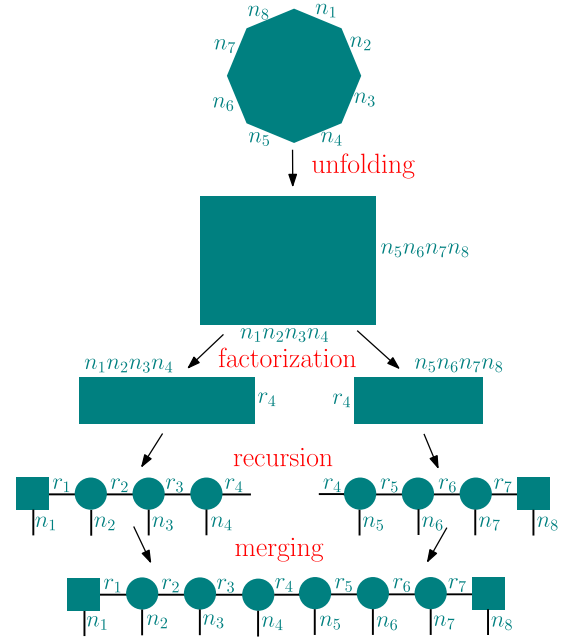 n₈ n₁
n₇ n₂
n₆ n₃
n₅ n₄
unfolding
n₅n₆n₇n₈
n₁n₂n₃n₄
factorization
n₁n₂n₃n₄ n₅n₆n₇n₈
r₄ r₄
recursion
r₁ r₂ r₃ r₄ r₄ r₅ r₆ r₇
n₁ n₂ n₃ n₄ n₅ n₆ n₇ n₈
merging
r₁ r₂ r₃ r₄ r₅ r₆ r₇
n₁ n₂ n₃ n₄ n₅ n₆ n₇ n₈